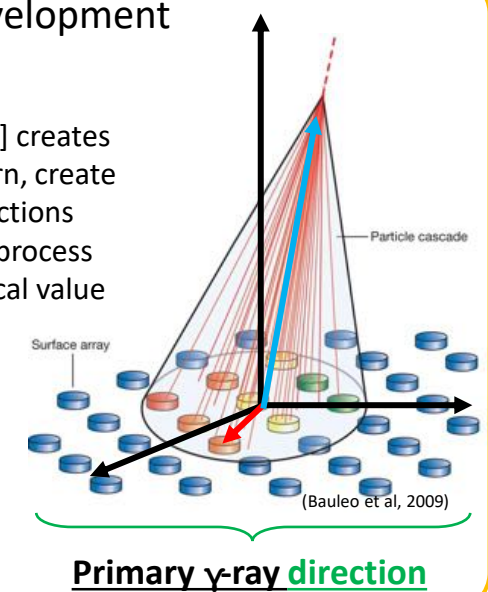 velopment
] creates
rn, create
ctions
process
cal value
Particle cascade
Surface array
(Bauleo et al, 2009)
Primary γ-ray direction